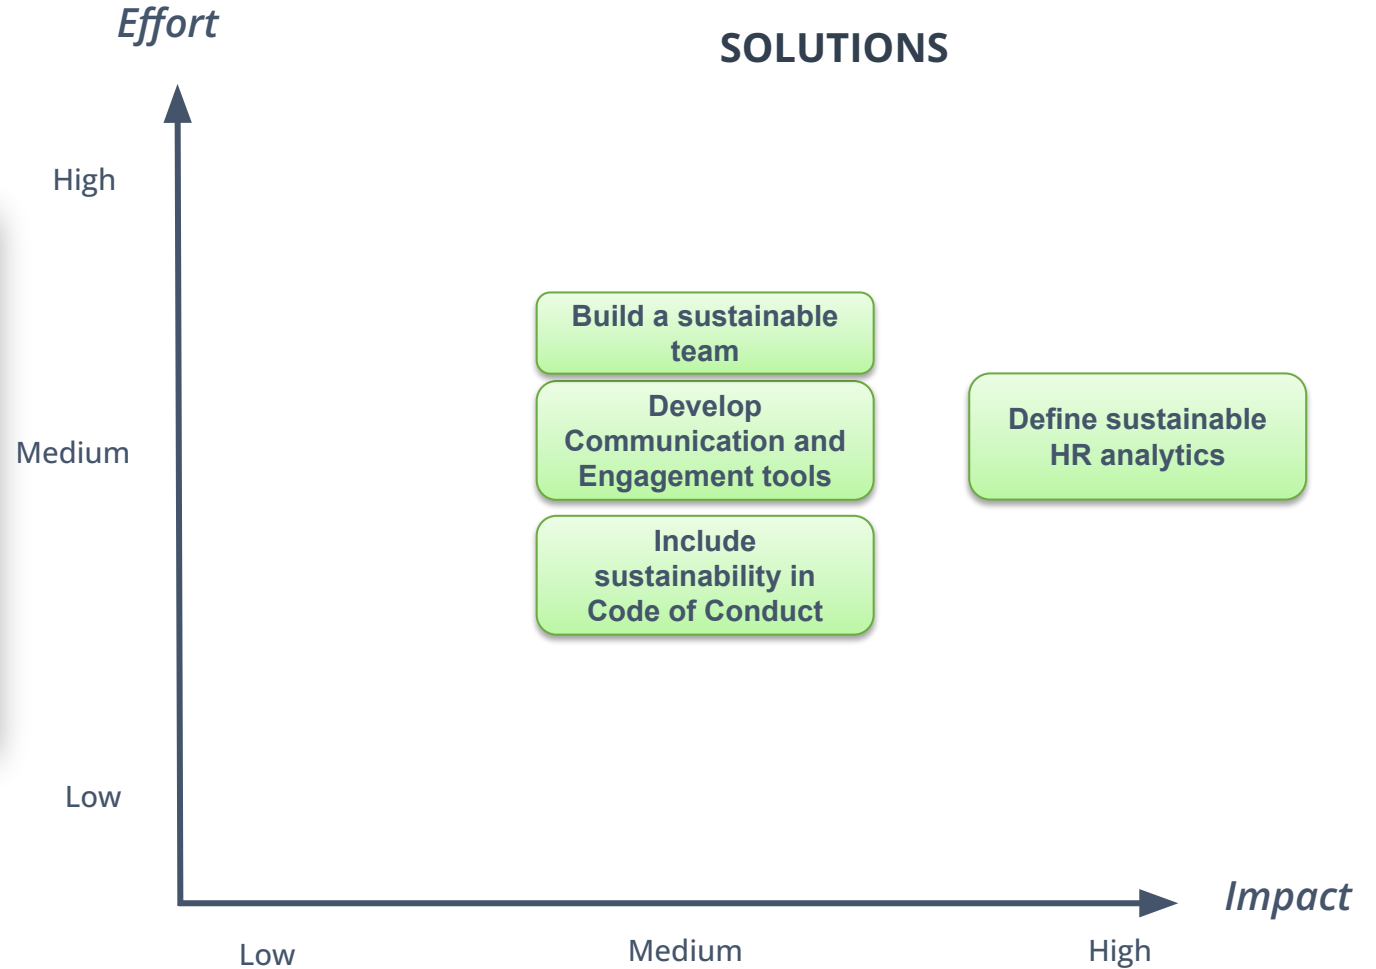 Effort
SOLUTIONS
High
Build a sustainable
team
Develop
Communication and
Engagement tools
Define sustainable
HR analytics
Medium
Include
sustainability in
Code of Conduct
Low
Impact
Low
Medium
High